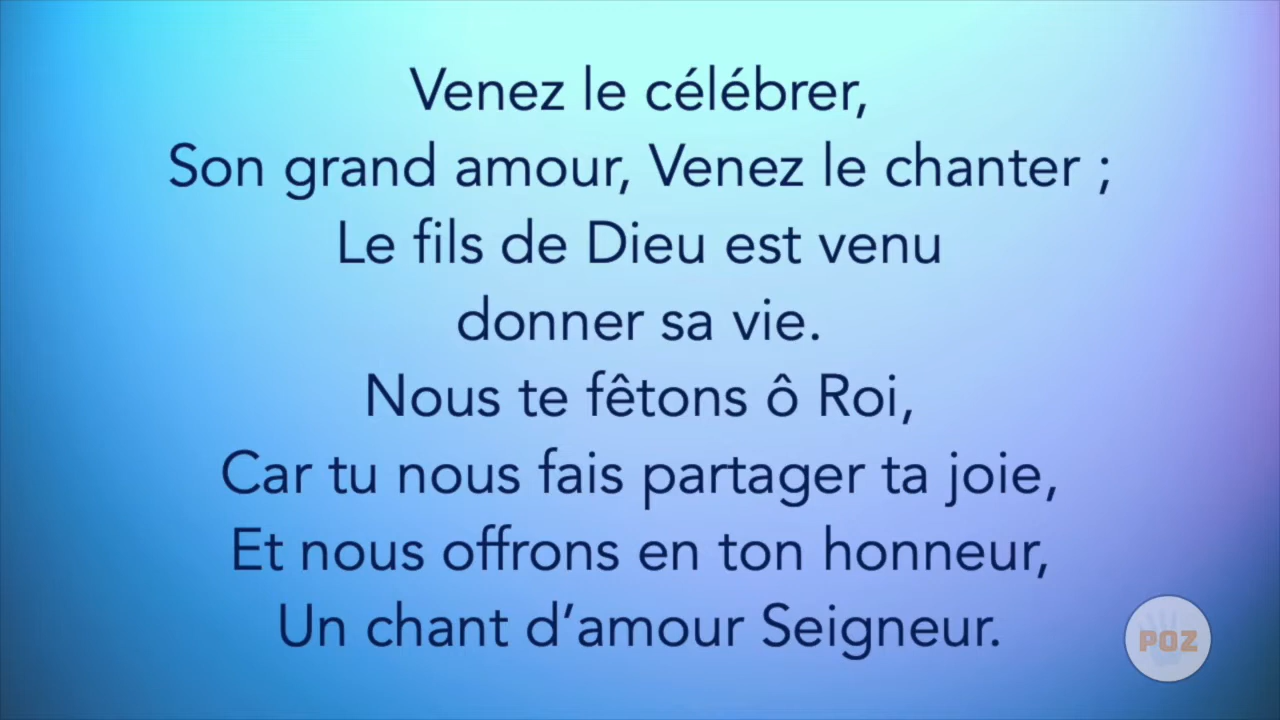 Venez le célébrer,
Son grand amour, Venez le chanter ;
Le fils de Dieu est venu
donner sa vie.
Nous te fêtons ô Roi,
Car tu nous fais partager ta joie,
Et nous offrons en ton honneur,
Un chant d’amour Seigneur.
POZ